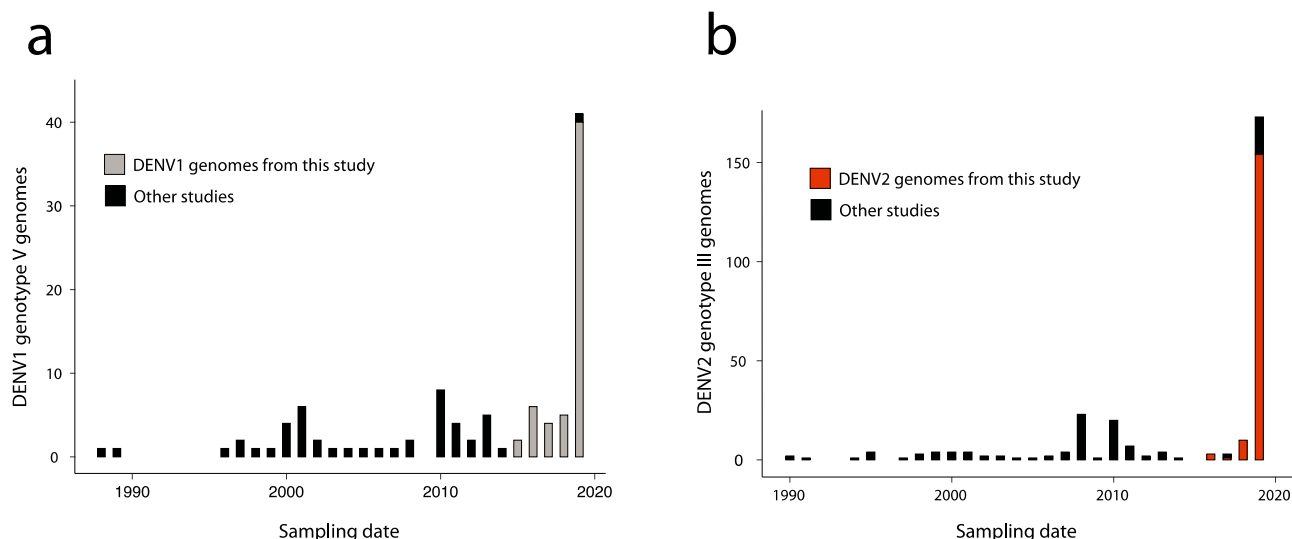 a
DENV1 genotype V genomes
40
30
20
10
0
DENV1 genomes from this study
Other studies
1990
2000
2010
2020
Sampling date
b
DENV2 genotype III genomes
150
100
50
0
DENV2 genomes from this study
Other studies
1990
2000
2010
2020
Sampling date